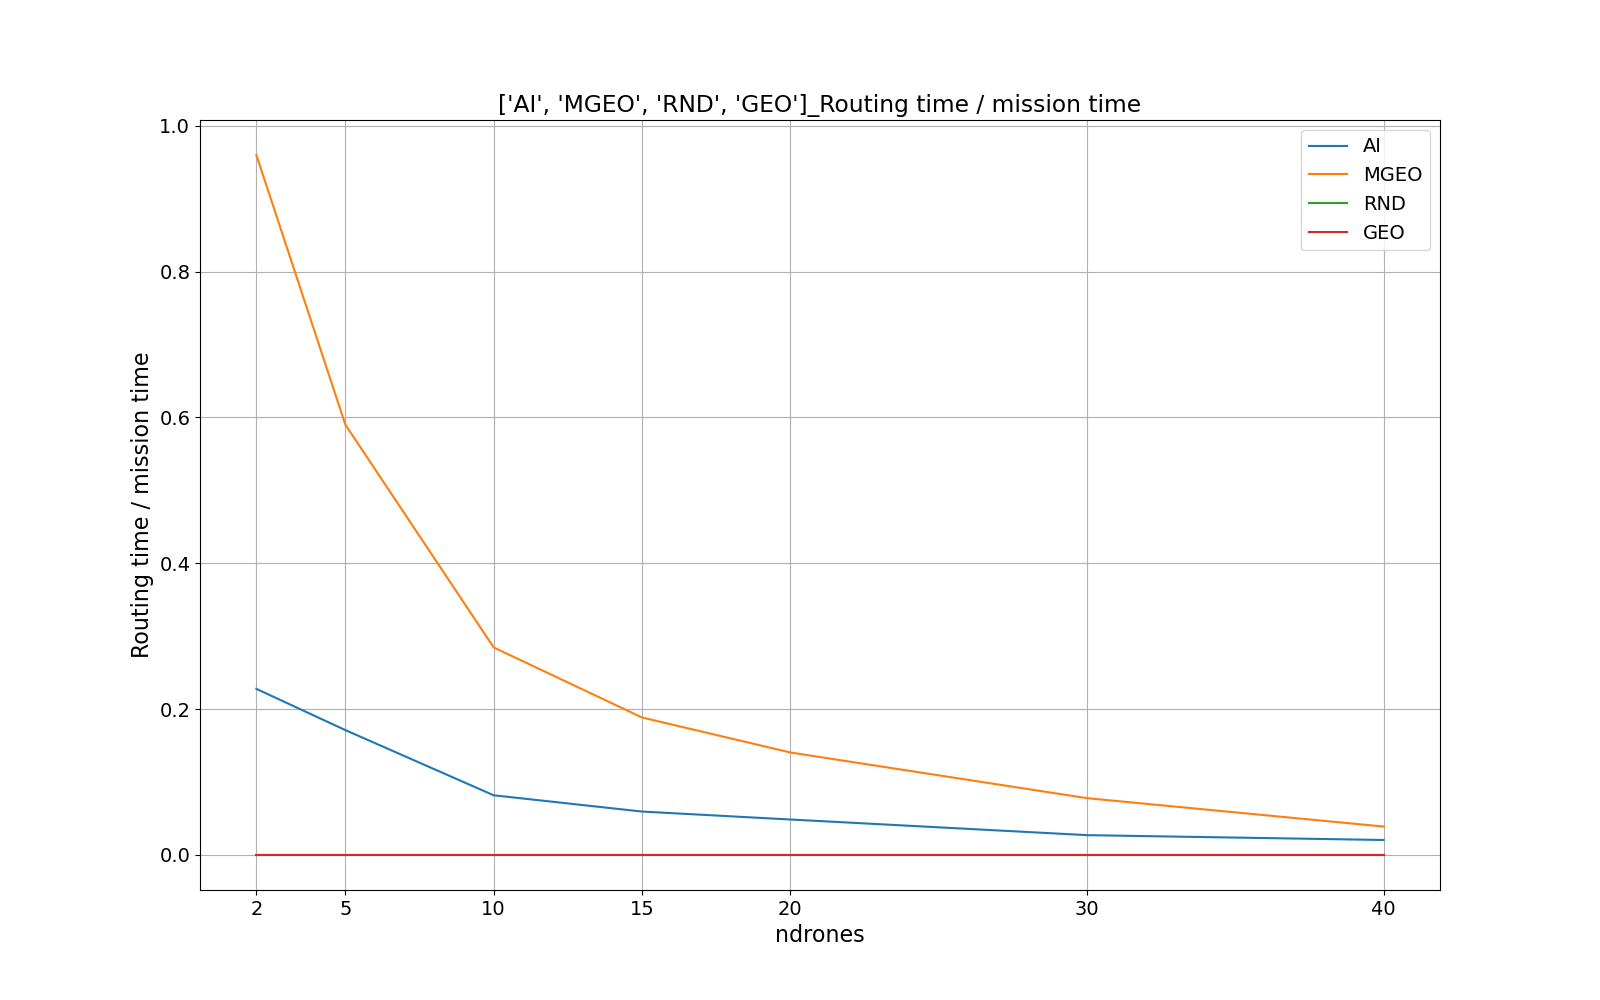 ['AI', 'MGEO', 'RND', 'GEO']_Routing time / mission time
1.0
0.8
0.6
0.4
0.2
0.0
Routing time / mission time
AI
MGEO
RND
GEO
2 5 10 15 20 30 40
ndrones